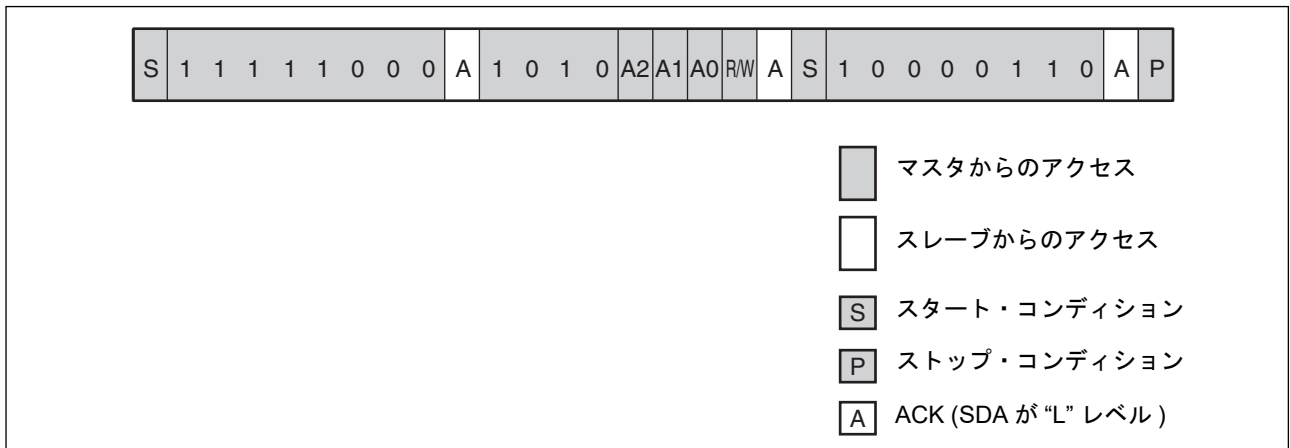 S 1 1 1 1 1 0 0 0 A 1 0 1 0 A2 A1 A0 R/W A S 1 0 0 0 0 1 1 0 A P
マスタからのアクセス
スレーブからのアクセス
S スタート・コンディション
P ストップ・コンディション
A ACK (SDA が “L” レベル )